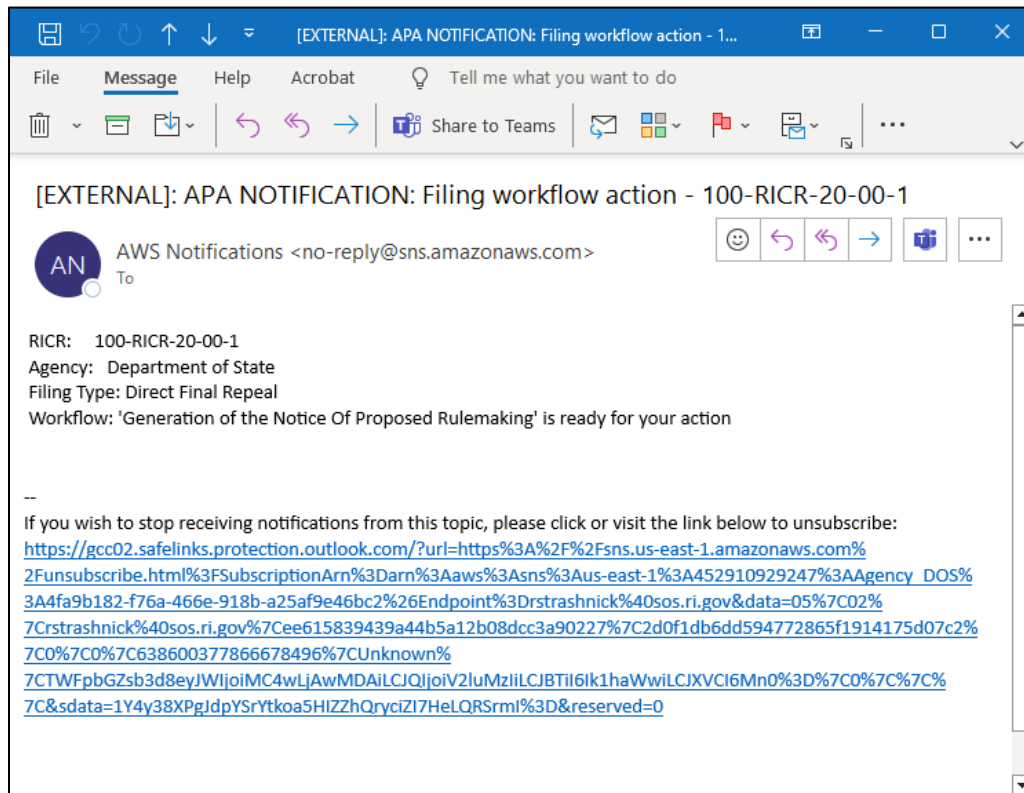 [EXTERNAL]: APA NOTIFICATION: Filing workflow action - 1...
File Message Help Acrobat Tell me what you want to do
Share to Teams
[EXTERNAL]: APA NOTIFICATION: Filing workflow action - 100-RICR-20-00-1
AN
AWS Notifications <no-reply@sns.amazonaws.com>
To
RICR: 100-RICR-20-00-1
Agency: Department of State
Filing Type: Direct Final Repeal
Workflow: 'Generation of the Notice Of Proposed Rulemaking' is ready for your action
--
If you wish to stop receiving notifications from this topic, please click or visit the link below to unsubscribe:
https://gcc02.safelinks.protection.outlook.com/?url=https%3A%2F%2Fsns.us-east-1.amazonaws.com%
2Funsubscribe.html%3FSubscriptionArn%3Darn%3Aaws%3Asns%3Aus-east-1%3A452910929247%3AAgency_DOS%
3A4fa9b182-f76a-466e-918b-a25af9e46bc2%26Endpoint%3Drstrashnick%40sos.ri.gov&data=05%7C02%
7Crstrashnick%40sos.ri.gov%7Cee615839439a44b5a12b08dcc3a90227%7C2d0f1db6dd594772865f1914175d07c2%
7C0%7C0%7C638600377866678496%7CUnknown%
7CTWFpbGZsb3d8eyJWIjoiMC4wLjAwMDAiLCJQIjoiV2luMzIiLCJBTiI6Ik1haWwiLCJXVCI6Mn0%3D%7C0%7C%7C%
7C&sdata=1Y4y38XPgJdpYSrYtkoa5HIZZhQryciZI7HeLQRSrmI%3D&reserved=0